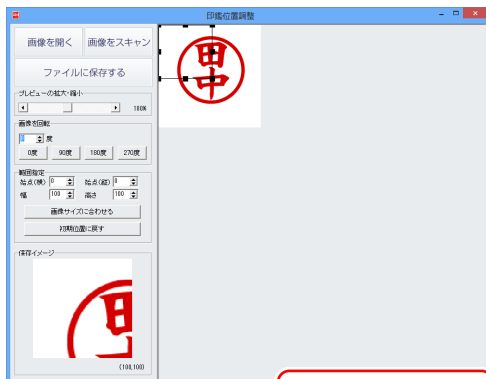 印鑑位置調整
画像を開く 画像をスキャン
ファイルに保存する
プレビューの拡大・縮小
100%
画像を回転
度
0度 90度 180度 270度
範囲指定
始点(横) 0 始点(縦) 0
幅 100 高さ 100
画像サイズに合わせる
初期位置に戻す
保存イメージ
(100,100)
田中